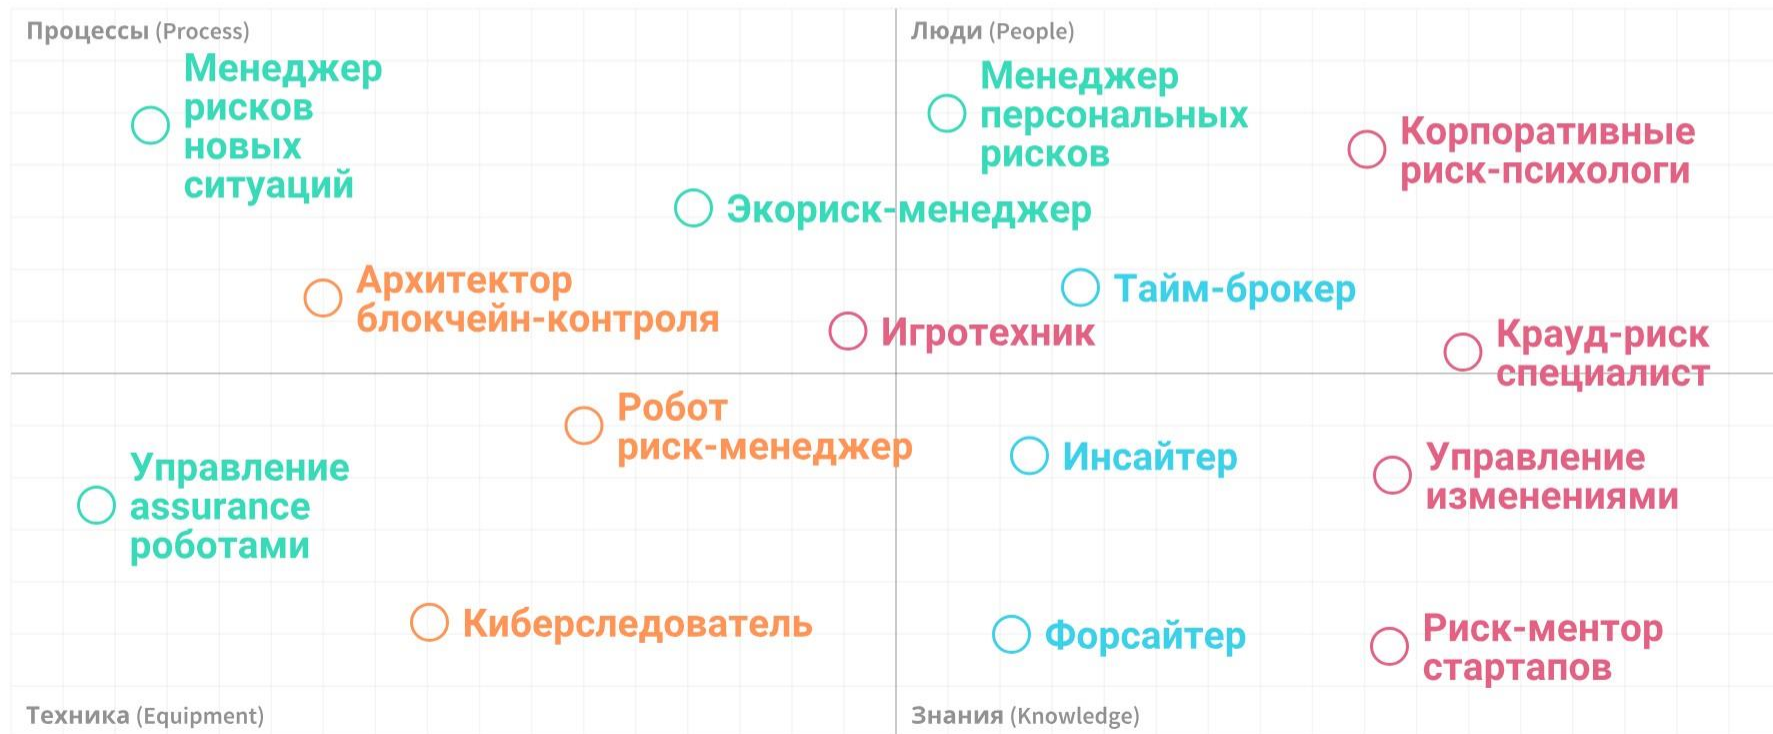 Процессы (Process)
Люди (People)
Менеджер
рисков
новых
ситуаций
Менеджер
персональных
рисков
Корпоративные
риск-психологи
Экориск-менеджер
Архитектор
блокчейн-контроля
Тайм-брокер
Игротехник
Крауд-риск
специалист
Робот
риск-менеджер
Управление
assurance
роботами
Инсайтер
Управление
изменениями
Киберследователь
Форсайтер
Риск-ментор
стартапов
Техника (Equipment)
Знания (Knowledge)